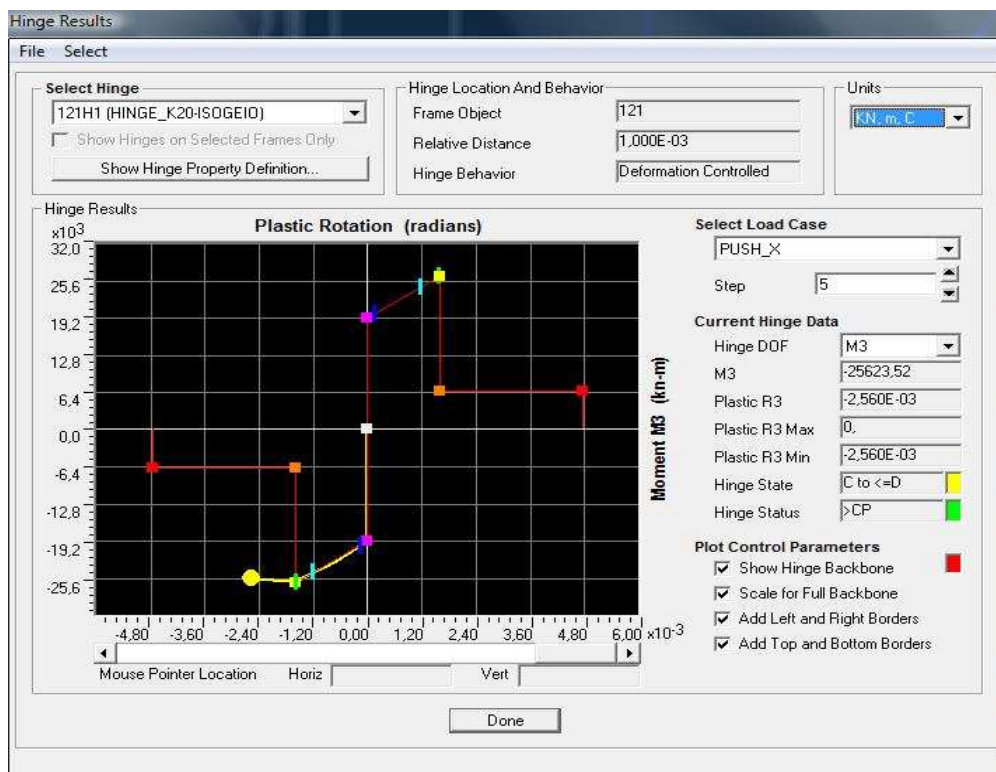 Hinge Results
File Select
Select Hinge
121H1 (HINGE_K20-ISOGEIO)
Show Hinges on Selected Frames Only
Show Hinge Property Definition...
Hinge Location And Behavior
Frame Object 121
Relative Distance 1,000E-03
Hinge Behavior Deformation Controlled
Units
KN, m, C
Hinge Results
x10³
Plastic Rotation (radians)
32,0
25,6
19,2
12,8
6,4
0,0
-6,4
-12,8
-19,2
-25,6
-4,80 -3,60 -2,40 -1,20 0,00 1,20 2,40 3,60 4,80 6,00 x10⁻³
Moment M3 (kn-m)
Mouse Pointer Location Horiz Vert
Select Load Case
PUSH_X
Step 5
Current Hinge Data
Hinge DOF M3
M3 -25623,52
Plastic R3 -2,560E-03
Plastic R3 Max 0,
Plastic R3 Min -2,560E-03
Hinge State C to <=D
Hinge Status >CP
Plot Control Parameters
Show Hinge Backbone
Scale for Full Backbone
Add Left and Right Borders
Add Top and Bottom Borders
Done